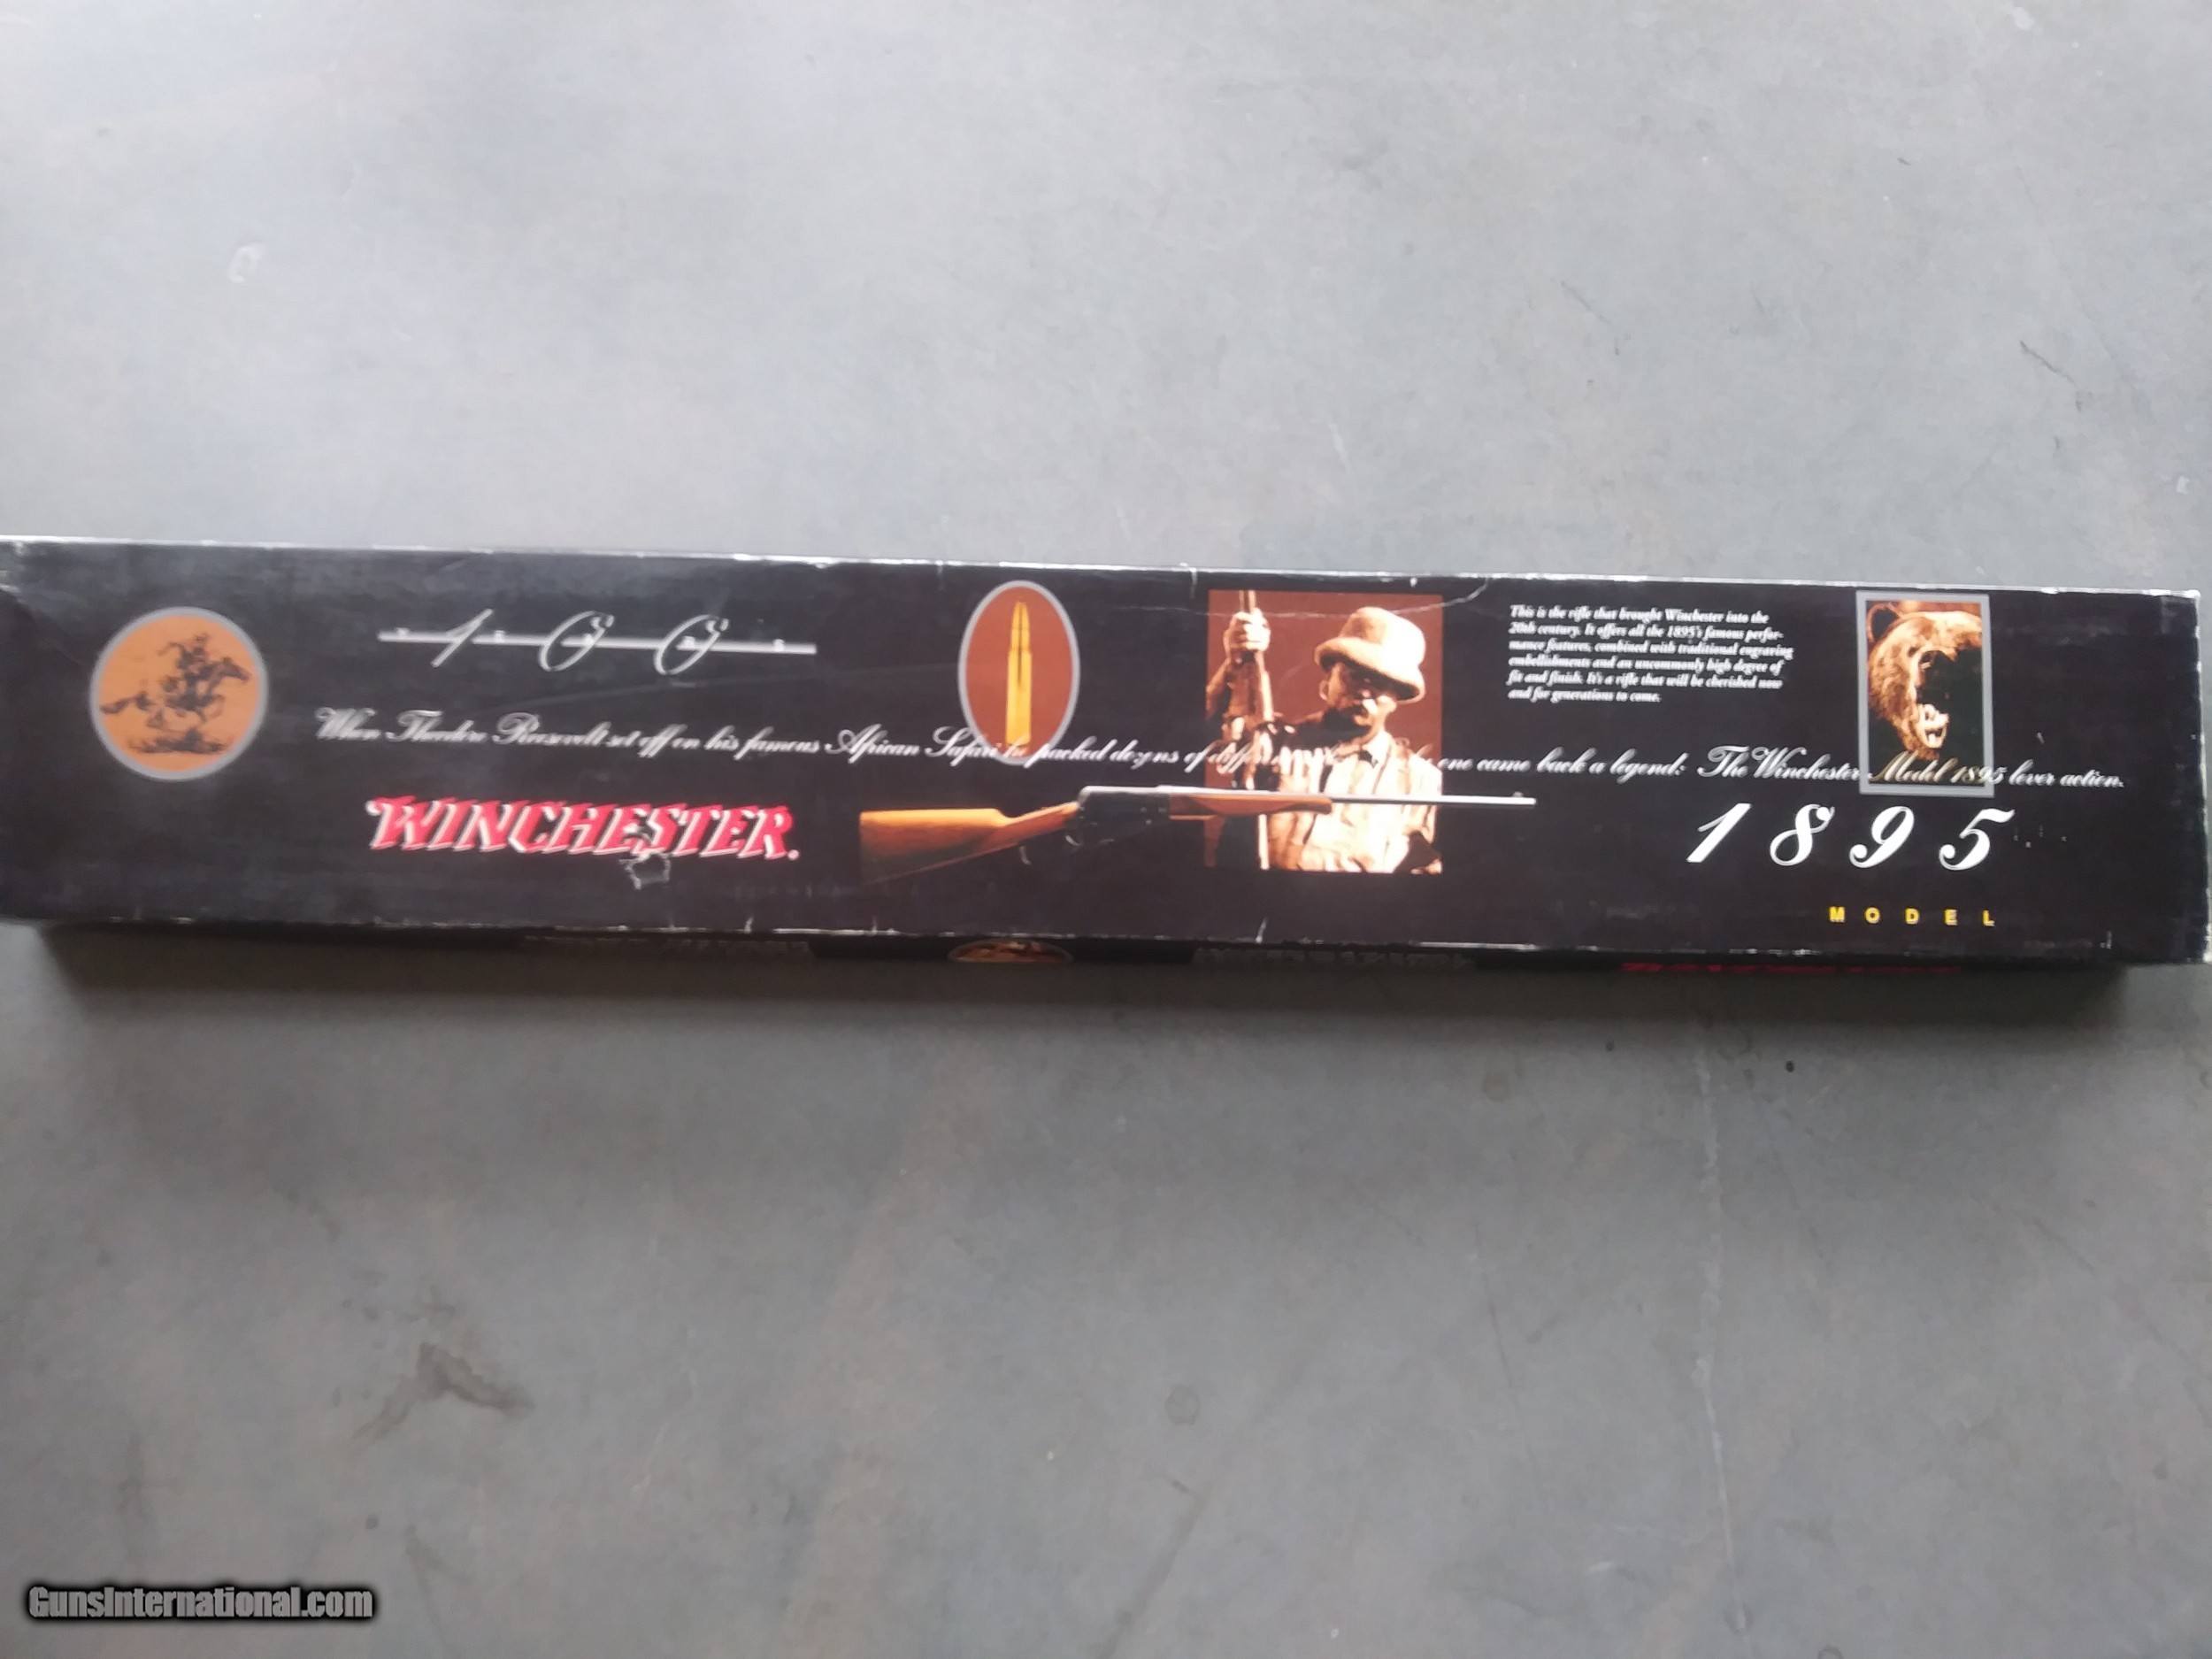 100
YEARS
This is the rifle that brought Winchester into the
20th century. It offers all the 1895's famous perfor-
mance features, combined with traditional engraving
embellishments and an uncommonly high degree of
fit and finish. It's a rifle that will be cherished now
and for generations to come.
When Theodore Roosevelt set off on his famous African Safari he packed dozens of one came back a legend: The Winchester Model 1895 lever action.
WINCHESTER.
1895
MODEL
GunsInternational.com